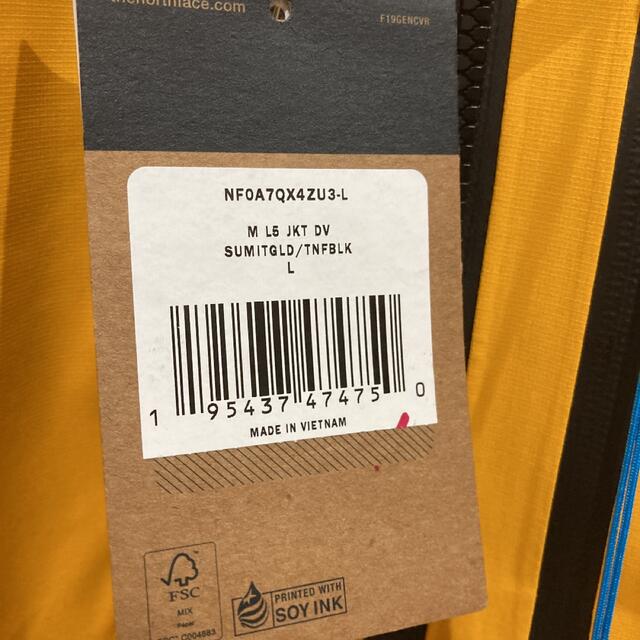 thenorthface.com
F19GENCVR
NF0A7QX4ZU3-L
M L5 JKT DV
SUMITGLD/TNFBLK
L
1 95437 47475 0
MADE IN VIETNAM
FSC
MIX
Paper
PRINTED WITH
SOY INK